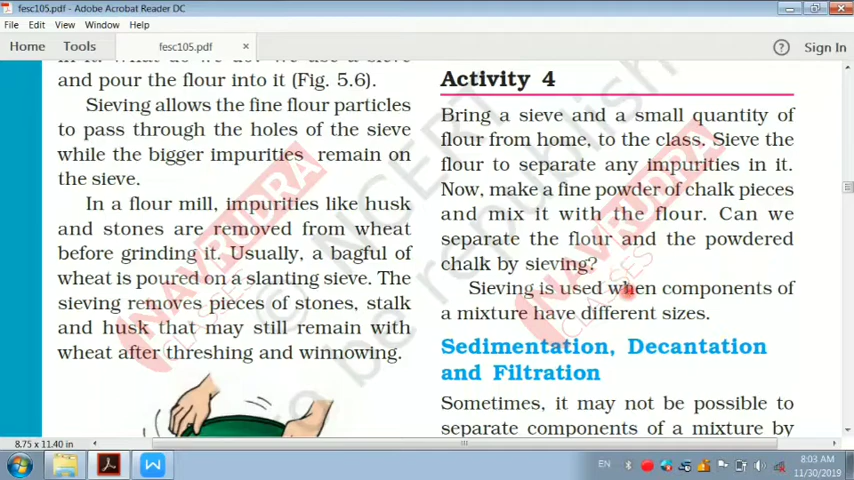 fesc105.pdf - Adobe Acrobat Reader DC
File Edit View Window Help
Home Tools fesc105.pdf × ? Sign In
and pour the flour into it (Fig. 5.6).
Sieving allows the fine flour particles
to pass through the holes of the sieve
while the bigger impurities remain on
the sieve.
In a flour mill, impurities like husk
and stones are removed from wheat
before grinding it. Usually, a bagful of
wheat is poured on a slanting sieve. The
sieving removes pieces of stones, stalk
and husk that may still remain with
wheat after threshing and winnowing.
Activity 4
Bring a sieve and a small quantity of
flour from home, to the class. Sieve the
flour to separate any impurities in it.
Now, make a fine powder of chalk pieces
and mix it with the flour. Can we
separate the flour and the powdered
chalk by sieving?
Sieving is used when components of
a mixture have different sizes.
Sedimentation, Decantation
and Filtration
Sometimes, it may not be possible to
separate components of a mixture by
© NCERT
to be republish
NAVRUDRA
CLASSES
NAVRUDRA
CLASSES
8.75 x 11.40 in
EN
8:03 AM
11/30/2019